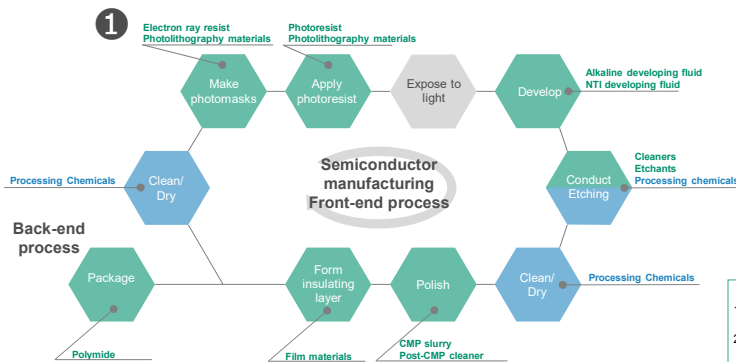 1
Electron ray resist
Photolithography materials
Photoresist
Photolithography materials
Make
photomasks
Apply
photoresist
Expose to
light
Develop
Alkaline developing fluid
NTI developing fluid
Processing Chemicals
Clean/
Dry
Semiconductor
manufacturing
Front-end process
Conduct
Etching
Cleaners
Etchants
Processing chemicals
Back-end
process
Package
Form
insulating
layer
Polish
Clean/
Dry
Processing Chemicals
Polymide
Film materials
CMP slurry
Post-CMP cleaner
2